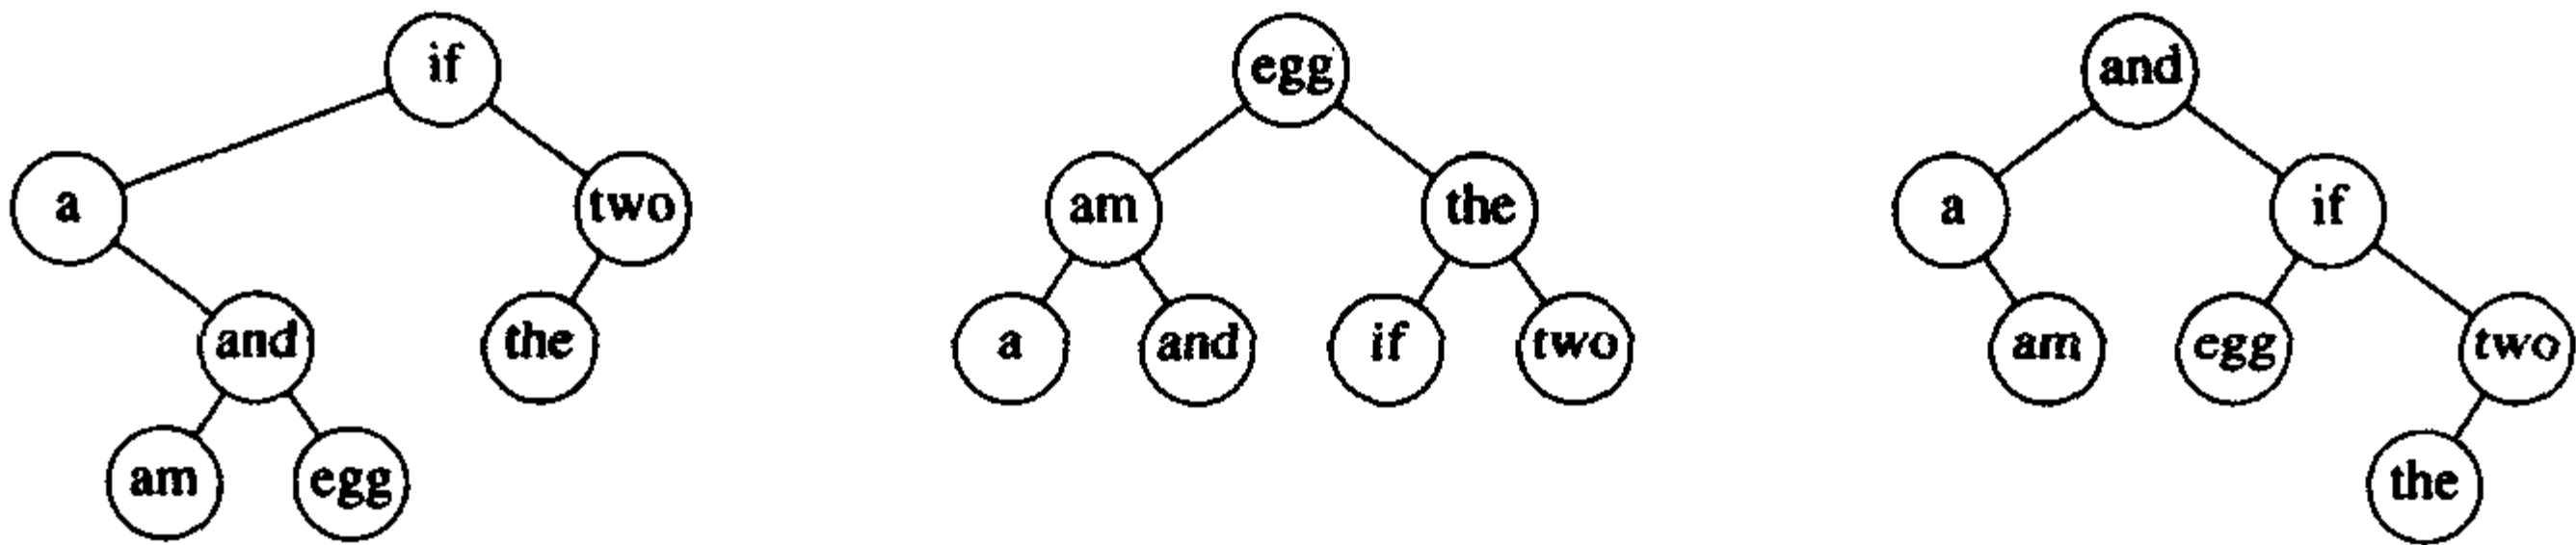 if egg and
a two am the a if
and the a and if two am egg two
am egg the